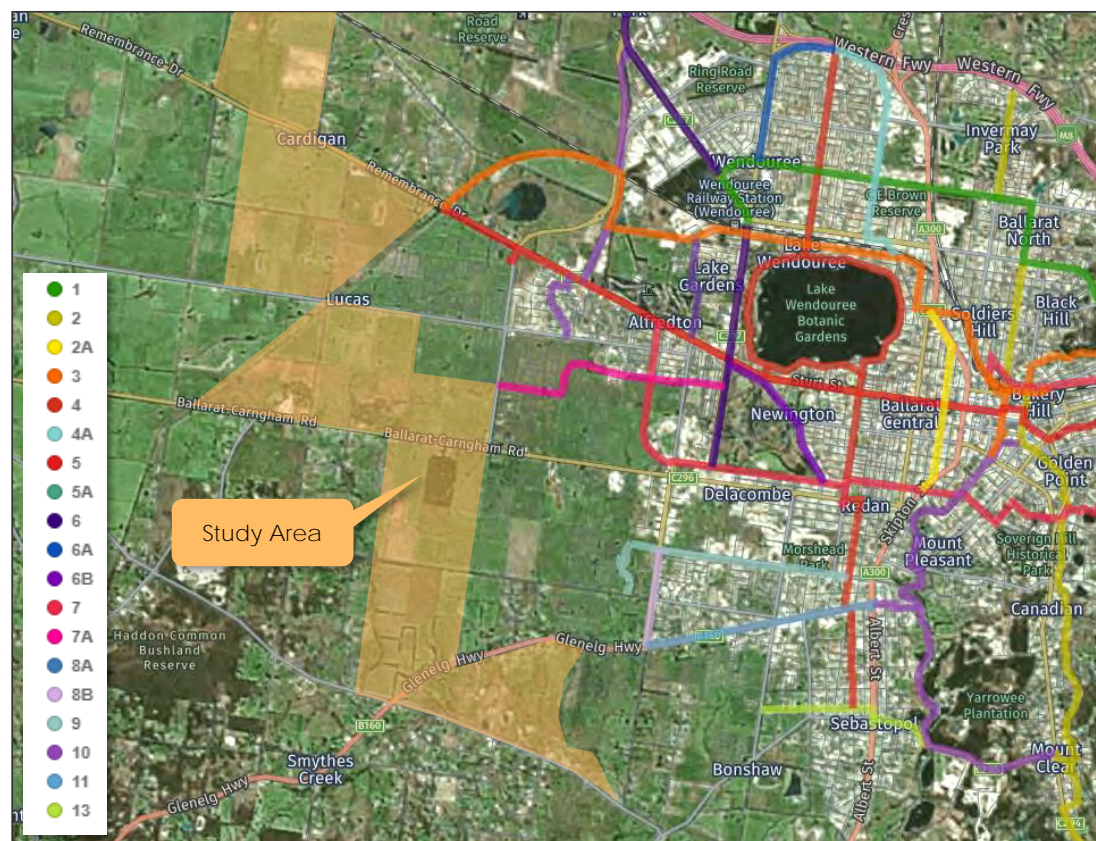 Road
Reserve
Remembrance Dr
Cardigan
Remembrance Dr
Ring Road
Reserve
Western Fwy
Western
Fwy
Invermay
Park
M8
Wendouree
Wendouree
Railway Station
(Wendouree)
Brown
Reserve
A300
Ballarat
North
Lake
Wendouree
Lake
Gardens
Lake
Wendouree
Botanic
Gardens
Soldiers
Hill
Black
Hill
Lucas
Alfredton
Sturt St
Newington
Ballarat
Central
Bakery
Hill
Golden
Point
Ballarat-Carngham Rd
Ballarat-Carngham Rd
C296
Delacombe
Redan
Skipton
Study Area
Morshead
Park
A300
Mount
Pleasant
Soverign Hill
Historical
Park
Canadian
Haddon Common
Bushland
Reserve
Glenelg Hwy
Glenelg Hwy
B160
Albert St
Yarrowee
Plantation
B160
Sebastopol
Smythes
Creek
Bonshaw
Mount
Clear
Glenelg Hwy
Albert St
C294
1
2
2A
3
4
4A
5
5A
6
6A
6B
7
7A
8A
8B
9
10
11
13